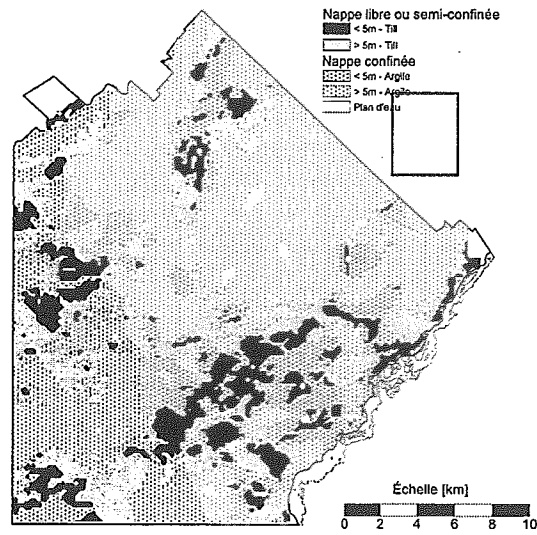 Nappe libre ou semi-confinée
< 5m - Till
> 5m - Till
Nappe confinée
< 5m - Argile
> 5m - Argile
Plan d'eau
Échelle [km]
0 2 4 6 8 10